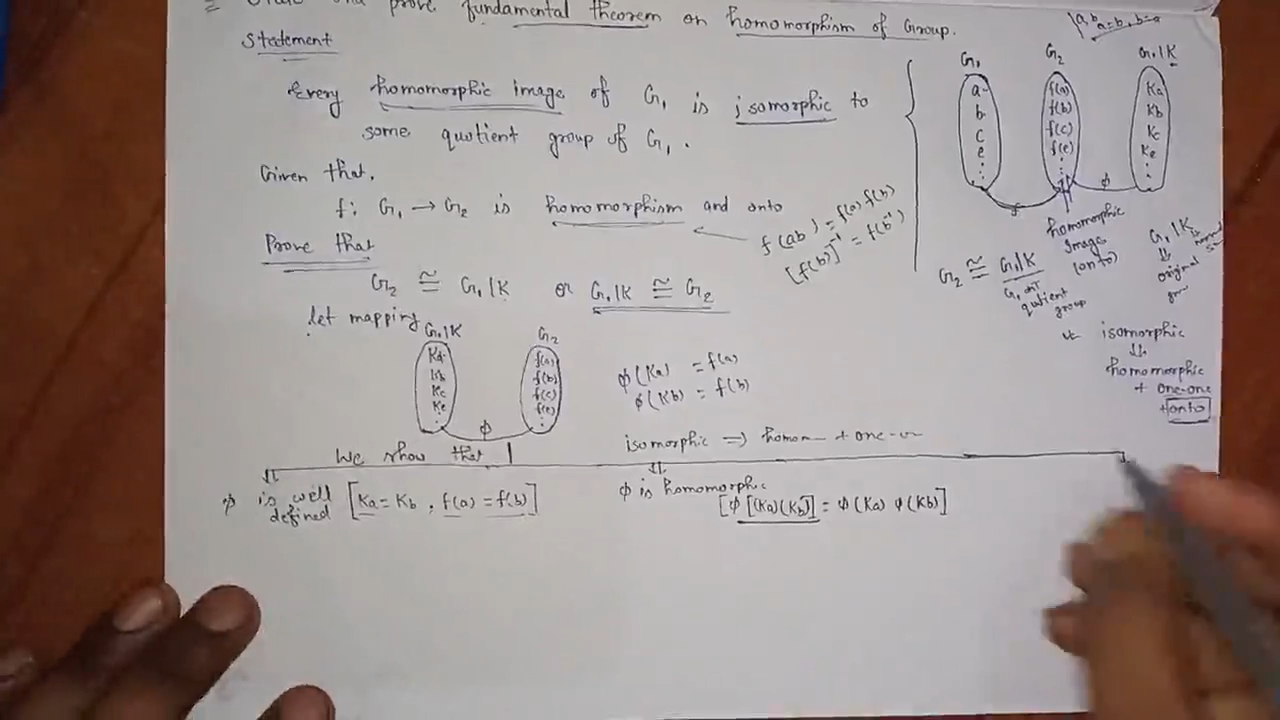 prove fundamental theorem on homomorphism of Group.
Statement
Every homomorphic image of G₁ is isomorphic to
some quotient group of G₁.
Given that,
f: G₁ → G₂ is homomorphism and onto
f(ab) = f(a) f(b)
[f(b)]⁻¹ = f(b⁻¹)
Prove that
G₂ ≅ G₁|K or G₁|K ≅ G₂
let mapping
G₁|K G₂
Ka f(a)
Kb f(b)
Kc f(c)
Ke f(e)
ϕ
ϕ(Ka) = f(a)
ϕ(Kb) = f(b)
We show that
isomorphic ⇒ homom + one-
ϕ is well defined [Ka = Kb, f(a) = f(b)]
ϕ is homomorphic
[ϕ[(Ka)(Kb)] = ϕ(Ka) ϕ(Kb)]
a=b, b=a
G₁ G₂ G₁|K
a f(a) Ka
b f(b) Kb
c f(c) Kc
e f(e) Ke
f ϕ
homomorphic
Image
(onto)
G₂ ≅ G₁|K
qutient
group
G₁|K
original
isomorphic
⇓
homomorphic
+ one-one
+ onto